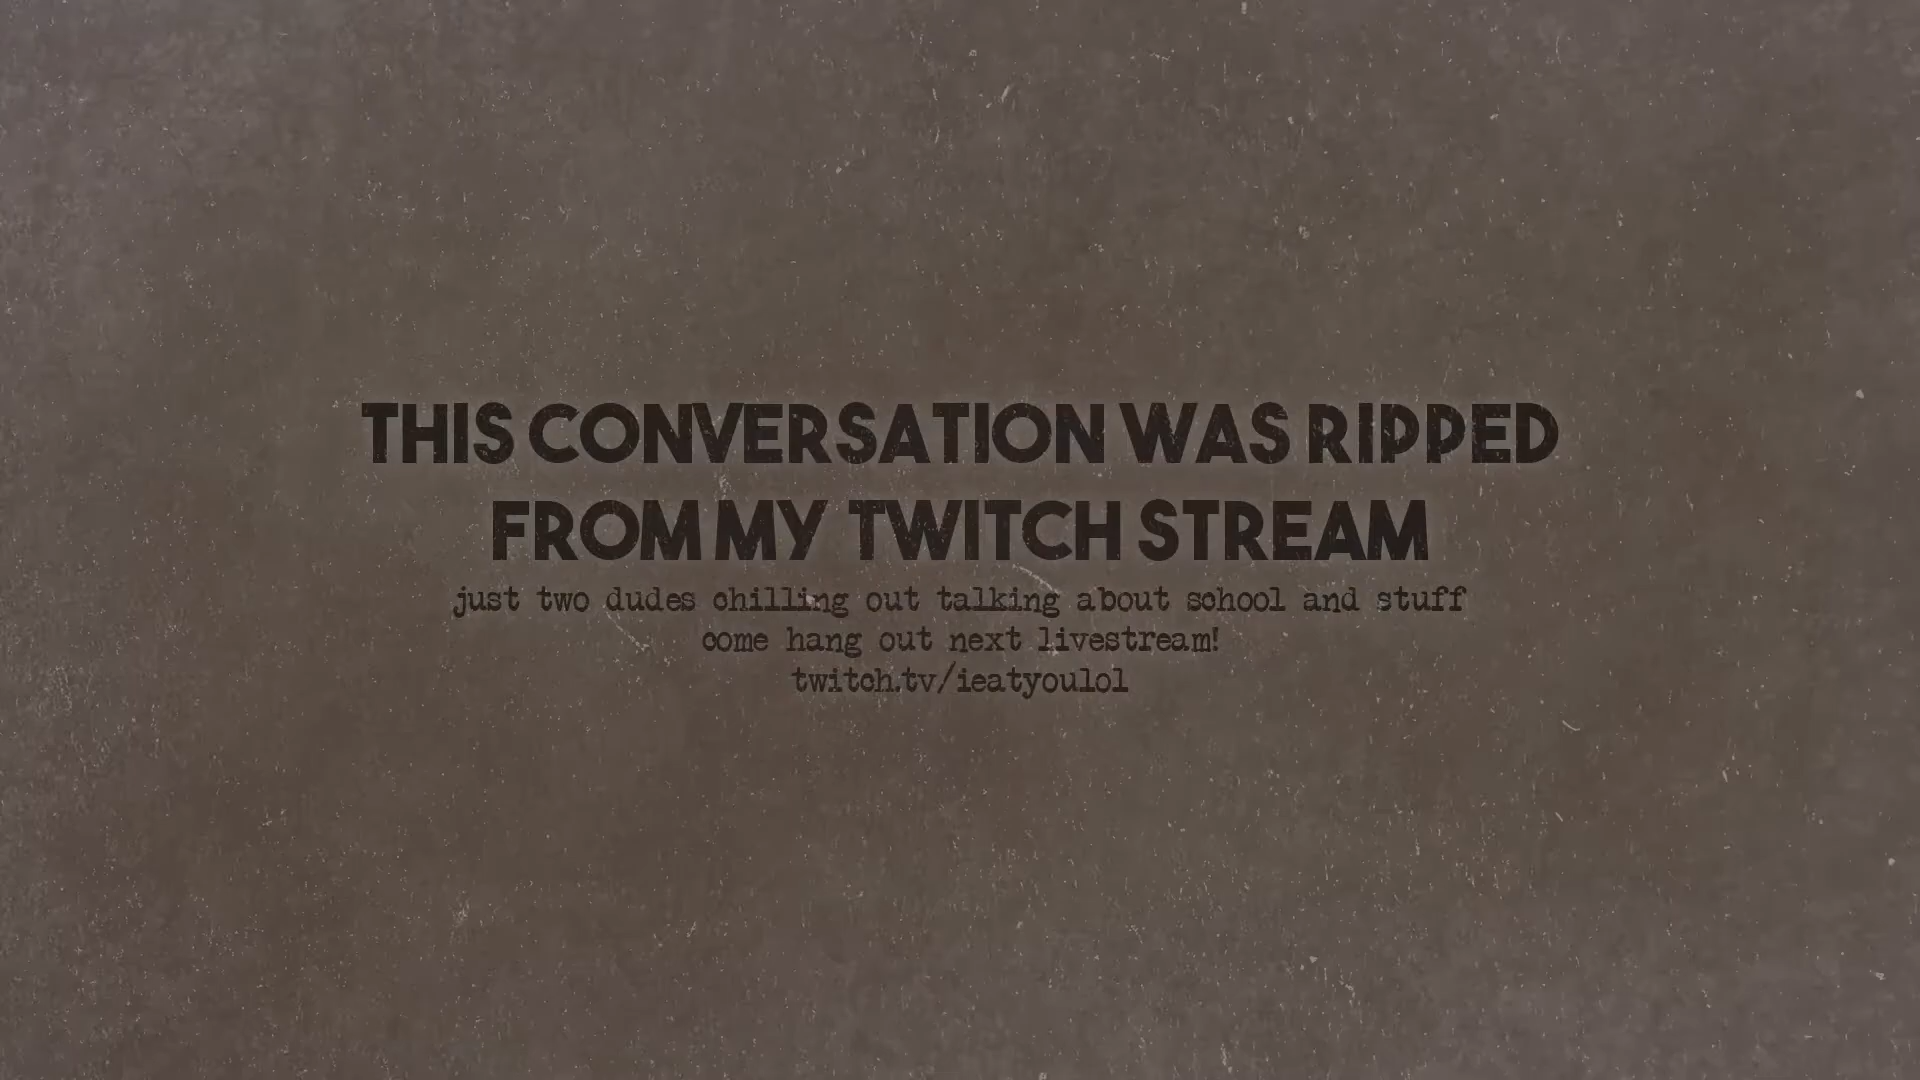 THIS CONVERSATION WAS RIPPED
FROM MY TWITCH STREAM
just two dudes chilling out talking about school and stuff
come hang out next livestream!
twitch.tv/ieatyoulol